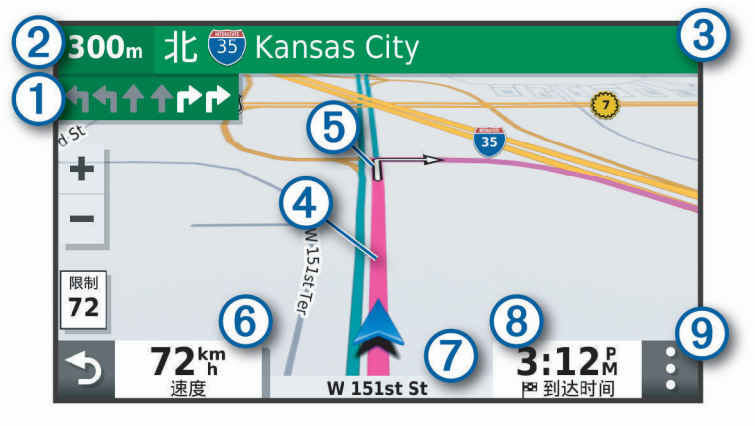 ② 300m 北 INTERSTATE 35 Kansas City ③
①
d St
⑤
7
INTERSTATE 35
+
④
−
W 151st Ter
限制
72
⑥
⑦
⑧
⑨
72 km/h
速度
W 151st St
3:12 PM
到达时间